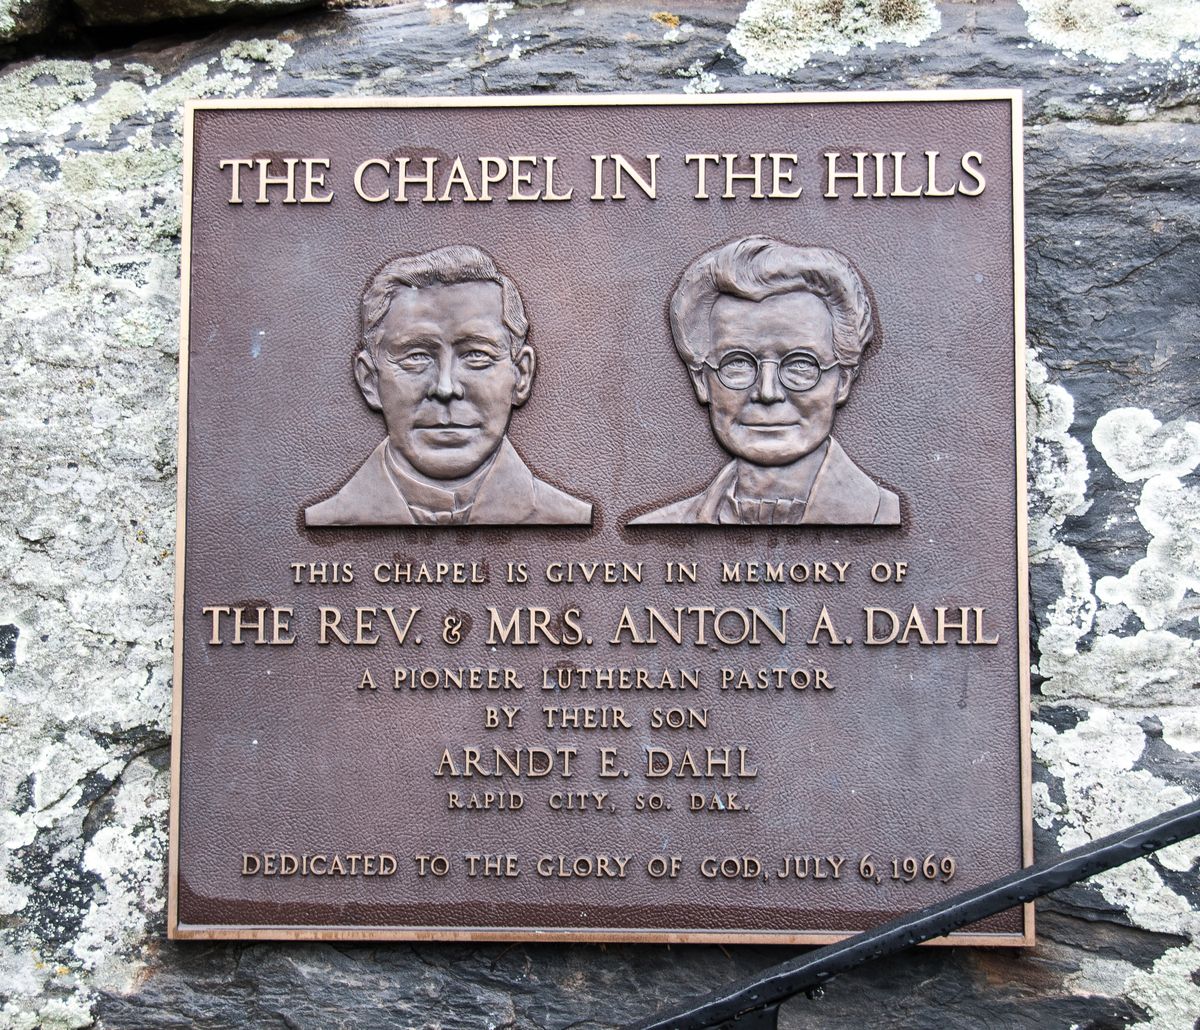 THE CHAPEL IN THE HILLS
THIS CHAPEL IS GIVEN IN MEMORY OF
THE REV. & MRS. ANTON A. DAHL
A PIONEER LUTHERAN PASTOR
BY THEIR SON
ARNDT E. DAHL
RAPID CITY, SO. DAK.
DEDICATED TO THE GLORY OF GOD, JULY 6, 1969